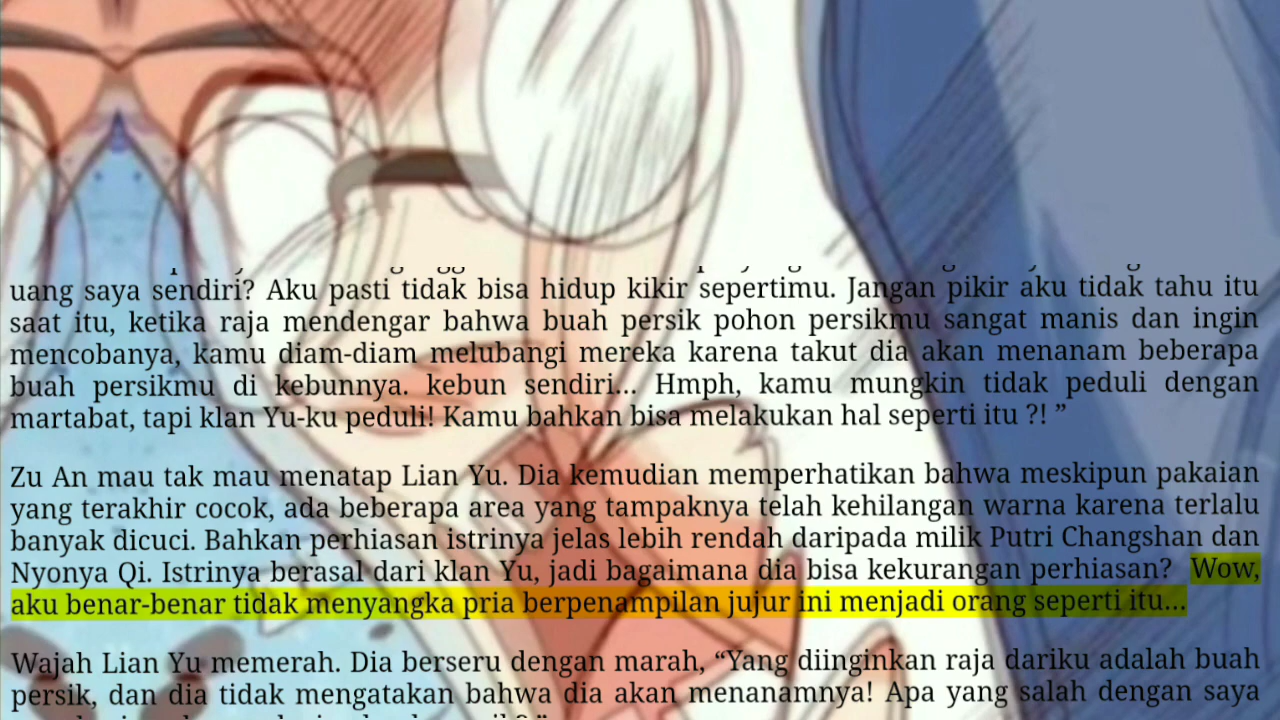 uang saya sendiri? Aku pasti tidak bisa hidup kikir sepertimu. Jangan pikir aku tidak tahu itu
saat itu, ketika raja mendengar bahwa buah persik pohon persikmu sangat manis dan ingin
mencobanya, kamu diam-diam melubangi mereka karena takut dia akan menanam beberapa
buah persikmu di kebunnya. kebun sendiri... Hmph, kamu mungkin tidak peduli dengan
martabat, tapi klan Yu-ku peduli! Kamu bahkan bisa melakukan hal seperti itu ?! ”
Zu An mau tak mau menatap Lian Yu. Dia kemudian memperhatikan bahwa meskipun pakaian
yang terakhir cocok, ada beberapa area yang tampaknya telah kehilangan warna karena terlalu
banyak dicuci. Bahkan perhiasan istrinya jelas lebih rendah daripada milik Putri Changshan dan
Nyonya Qi. Istrinya berasal dari klan Yu, jadi bagaimana dia bisa kekurangan perhiasan? Wow,
aku benar-benar tidak menyangka pria berpenampilan jujur ini menjadi orang seperti itu...
Wajah Lian Yu memerah. Dia berseru dengan marah, “Yang diinginkan raja dariku adalah buah
persik, dan dia tidak mengatakan bahwa dia akan menanamnya! Apa yang salah dengan saya